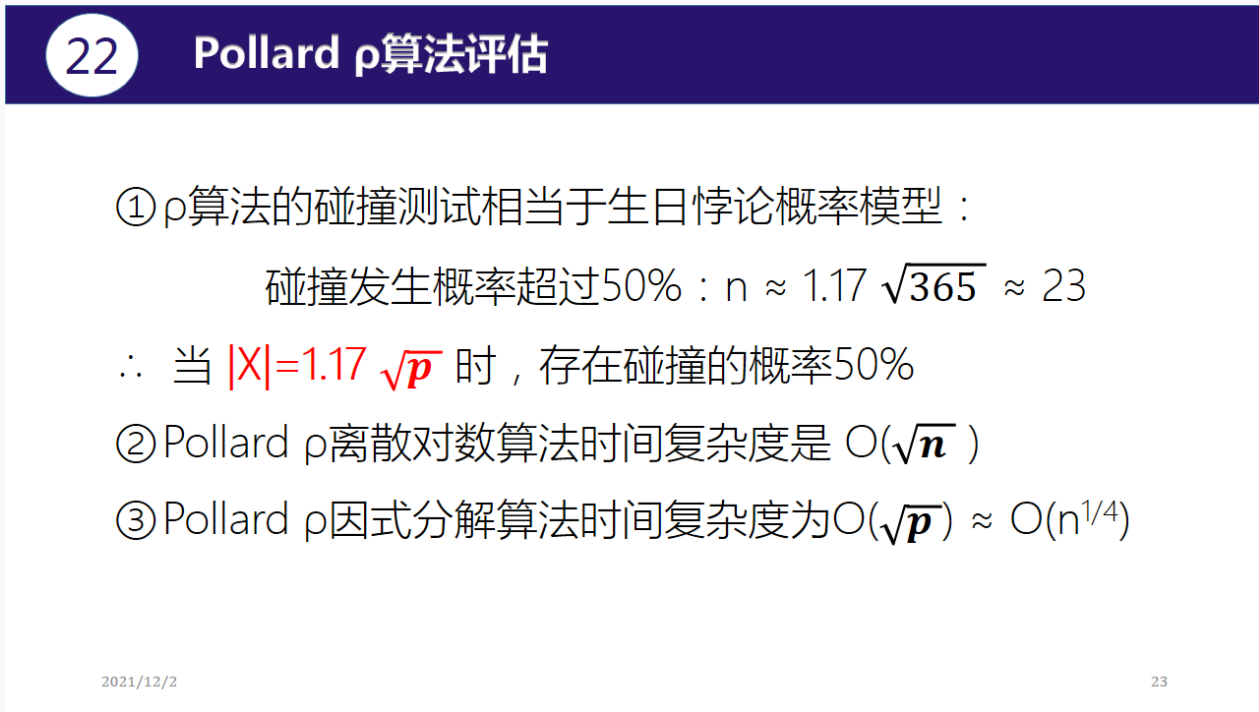 22
Pollard ρ算法评估
①ρ算法的碰撞测试相当于生日悖论概率模型：
碰撞发生概率超过50%：n ≈ 1.17 √365 ≈ 23
∴ 当 |X|=1.17 √p 时，存在碰撞的概率50%
②Pollard ρ离散对数算法时间复杂度是 O(√n )
③Pollard ρ因式分解算法时间复杂度为O(√p) ≈ O(n^1/4)
2021/12/2
23